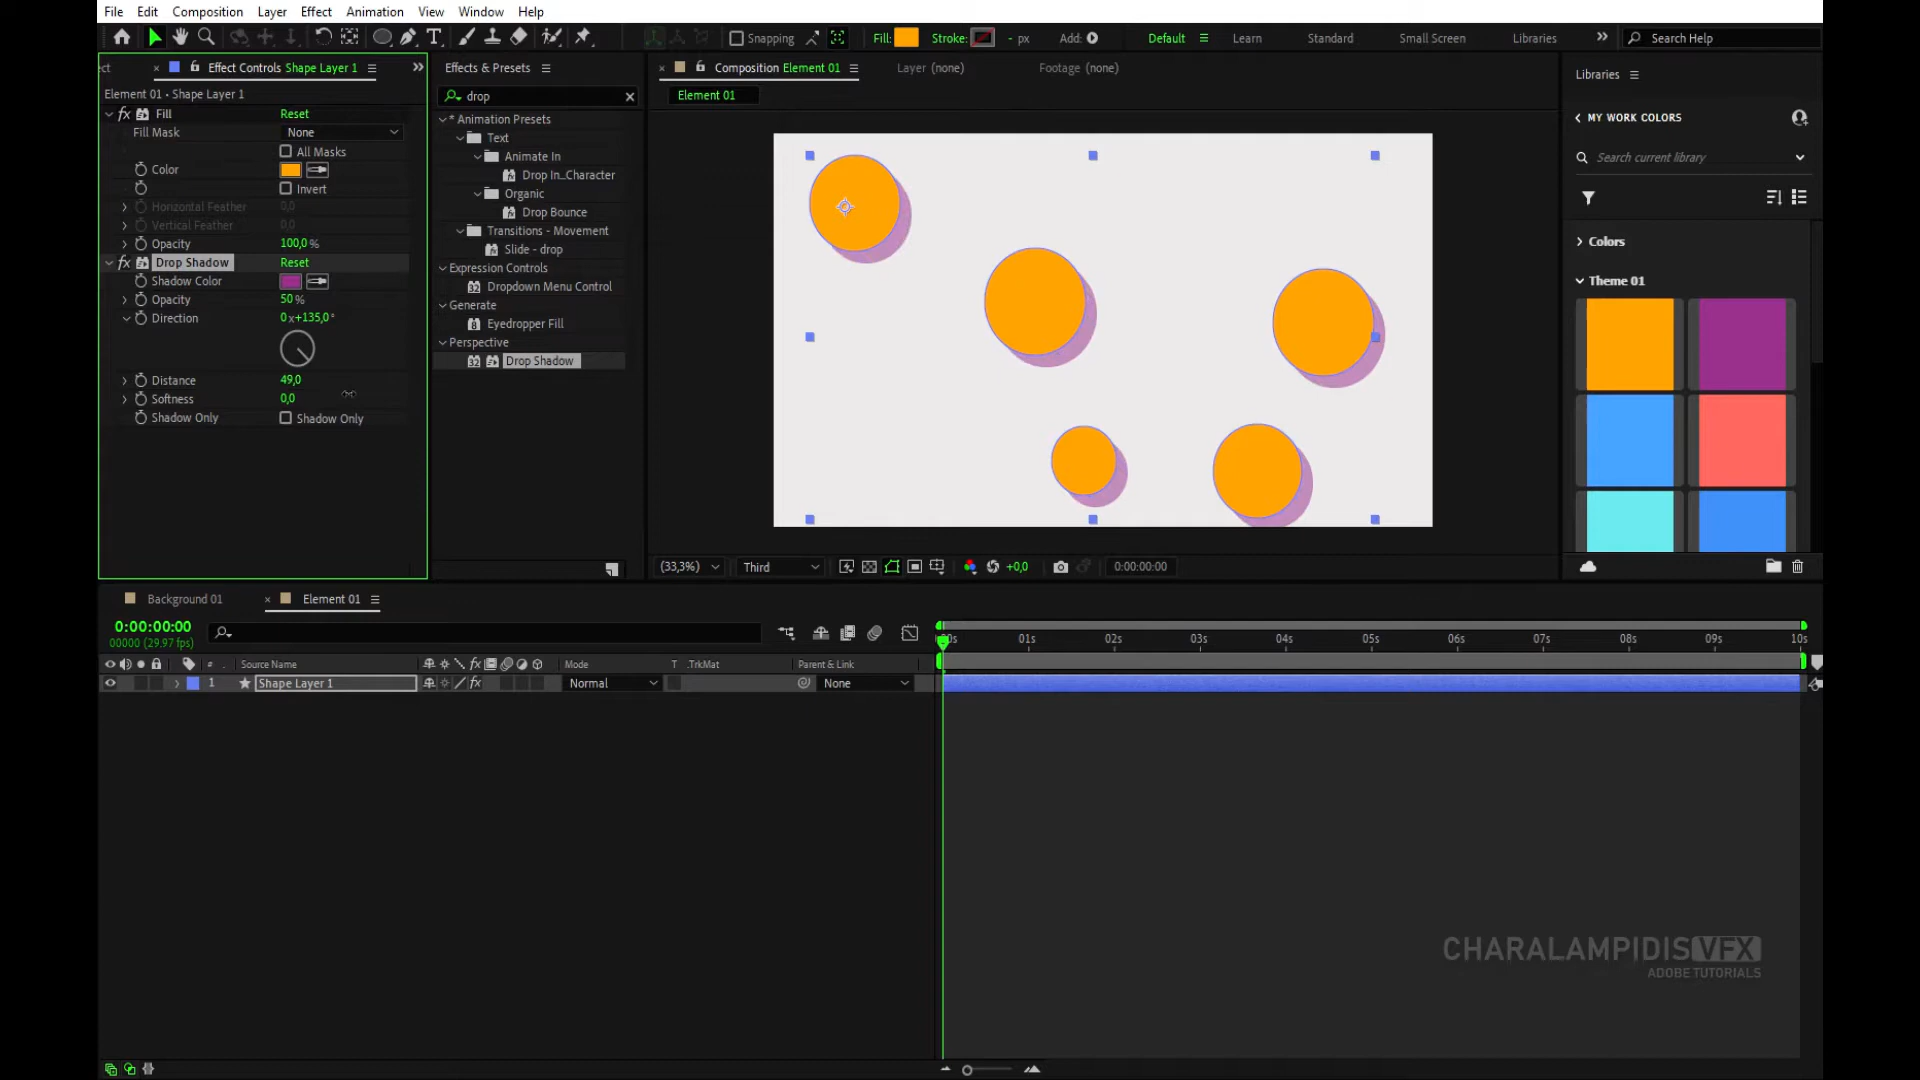 File Edit Composition Layer Effect Animation View Window Help
Snapping Fill: Stroke: - px Add: Default Learn Standard Small Screen Libraries Search Help
Effect Controls Shape Layer 1
Element 01 • Shape Layer 1
Fill Reset
Fill Mask None
All Masks
Color
Invert
Horizontal Feather 0,0
Vertical Feather 0,0
Opacity 100,0 %
Drop Shadow Reset
Shadow Color
Opacity 50 %
Direction 0 x+135,0 °
Distance 49,0
Softness 0,0
Shadow Only Shadow Only
Effects & Presets
drop
* Animation Presets
Text
Animate In
Drop In_Character
Organic
Drop Bounce
Transitions - Movement
Slide - drop
Expression Controls
Dropdown Menu Control
Generate
Eyedropper Fill
Perspective
Drop Shadow
Composition Element 01 Layer (none) Footage (none)
Element 01
(33,3%) Third +0,0 0:00:00:00
Libraries
MY WORK COLORS
Search current library
Colors
Theme 01
Background 01 Element 01
0:00:00:00
00000 (29.97 fps)
# Source Name Mode T .TrkMat Parent & Link
1 Shape Layer 1 Normal None
01s 02s 03s 04s 05s 06s 07s 08s 09s 10s
CHARALAMPIDISVFX
ADOBE TUTORIALS